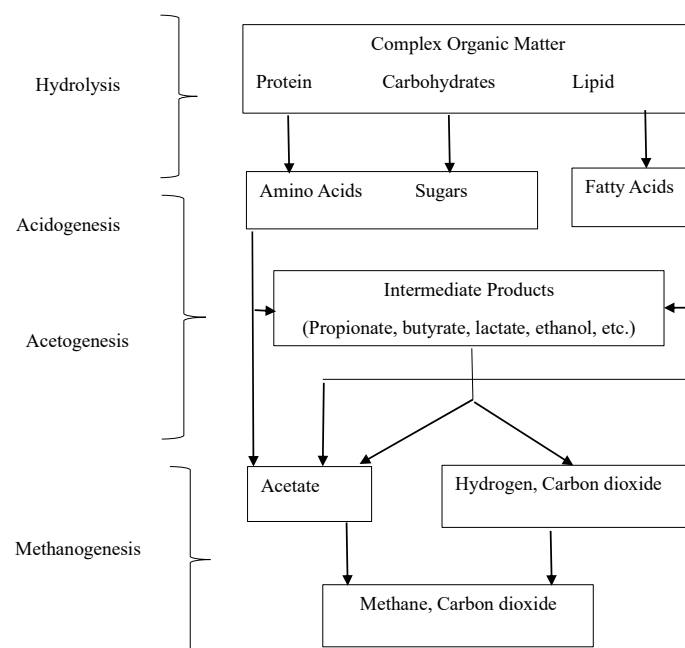 Complex Organic Matter
Hydrolysis
Protein Carbohydrates Lipid
Amino Acids Sugars
Fatty Acids
Acidogenesis
Intermediate Products
(Propionate, butyrate, lactate, ethanol, etc.)
Acetogenesis
Acetate
Hydrogen, Carbon dioxide
Methanogenesis
Methane, Carbon dioxide